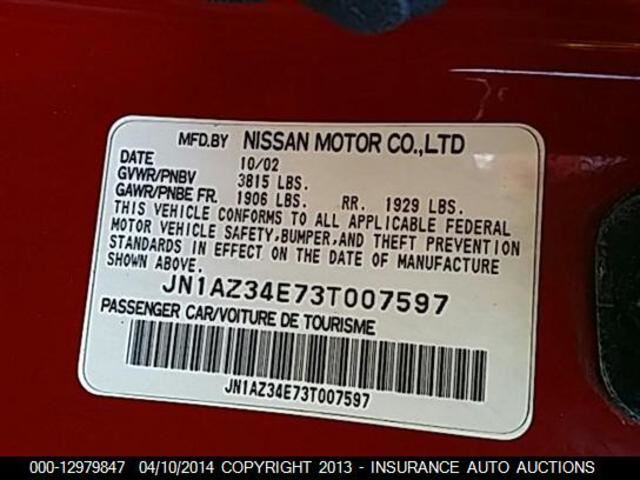 MFD.BY NISSAN MOTOR CO.,LTD
DATE 10/02
GVWR/PNBV 3815 LBS.
GAWR/PNBE FR. 1906 LBS. RR. 1929 LBS.
THIS VEHICLE CONFORMS TO ALL APPLICABLE FEDERAL
MOTOR VEHICLE SAFETY,BUMPER,AND THEFT PREVENTION
STANDARDS IN EFFECT ON THE DATE OF MANUFACTURE
SHOWN ABOVE.
JN1AZ34E73T007597
PASSENGER CAR/VOITURE DE TOURISME
JN1AZ34E73T007597
000-12979847 04/10/2014 COPYRIGHT 2013 - INSURANCE AUTO AUCTIONS